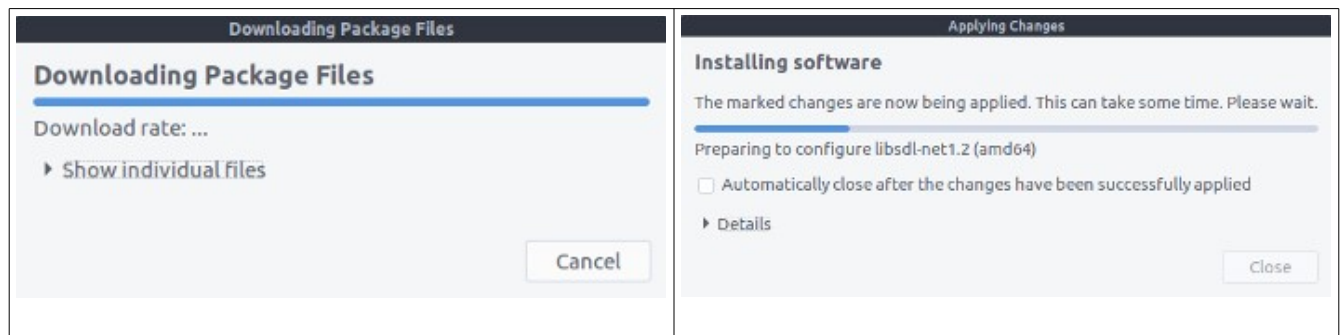 Downloading Package Files
Downloading Package Files
Download rate: ...
Show individual files
Cancel
Applying Changes
Installing software
The marked changes are now being applied. This can take some time. Please wait.
Preparing to configure libsdl-net1.2 (amd64)
Automatically close after the changes have been successfully applied
Details
Close